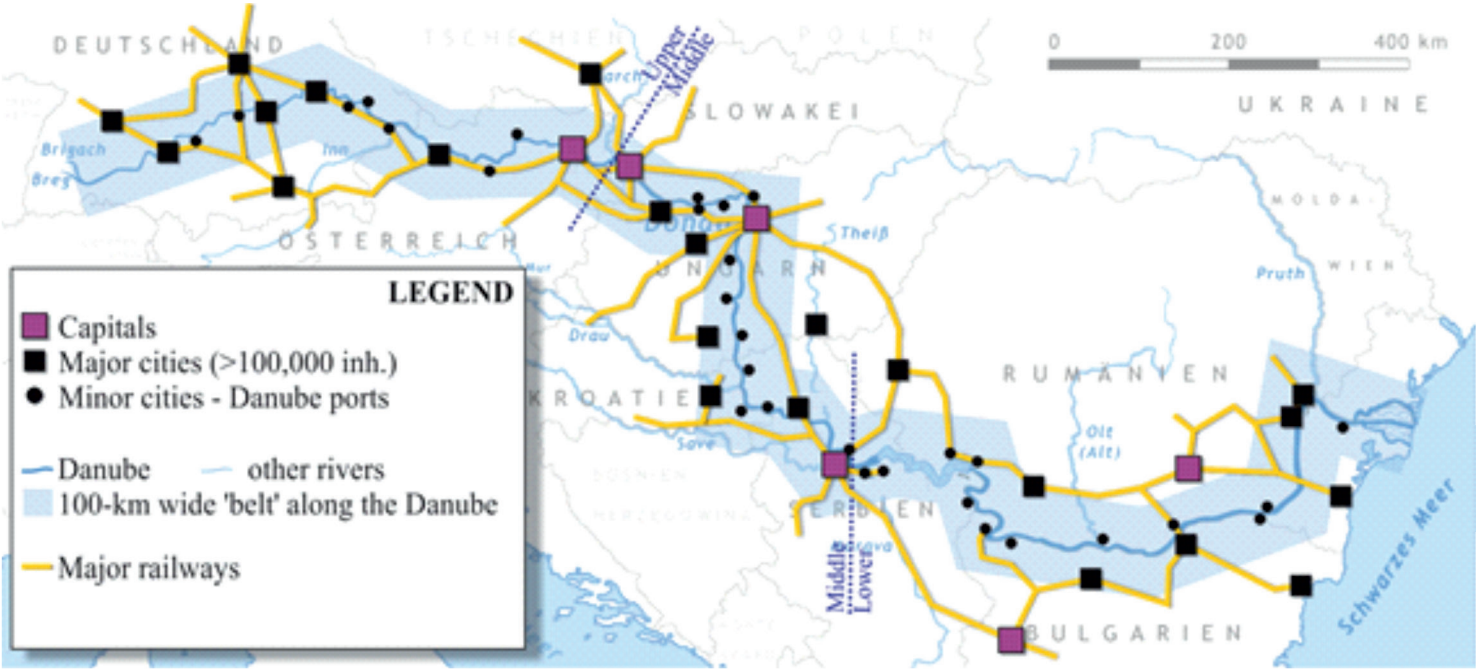 DEUTSCHLAND
TSCHECHIEN
POLEN
0 200 400 km
UKRAINE
Upper
Middle
SLOWAKEI
Brigach
Breg
Inn
MOLDA-
WIEN
ÖSTERREICH
Donau
Theiß
UNGARN
Pruth
Mur
Drau
KROATIEN
Save
RUMÄNIEN
Olt
(Alt)
BOSNIEN
HERZEGOWINA
SERBIEN
Middle
Lower
BULGARIEN
Schwarzes Meer
LEGEND
Capitals
Major cities (>100,000 inh.)
Minor cities - Danube ports
Danube
other rivers
100-km wide 'belt' along the Danube
Major railways